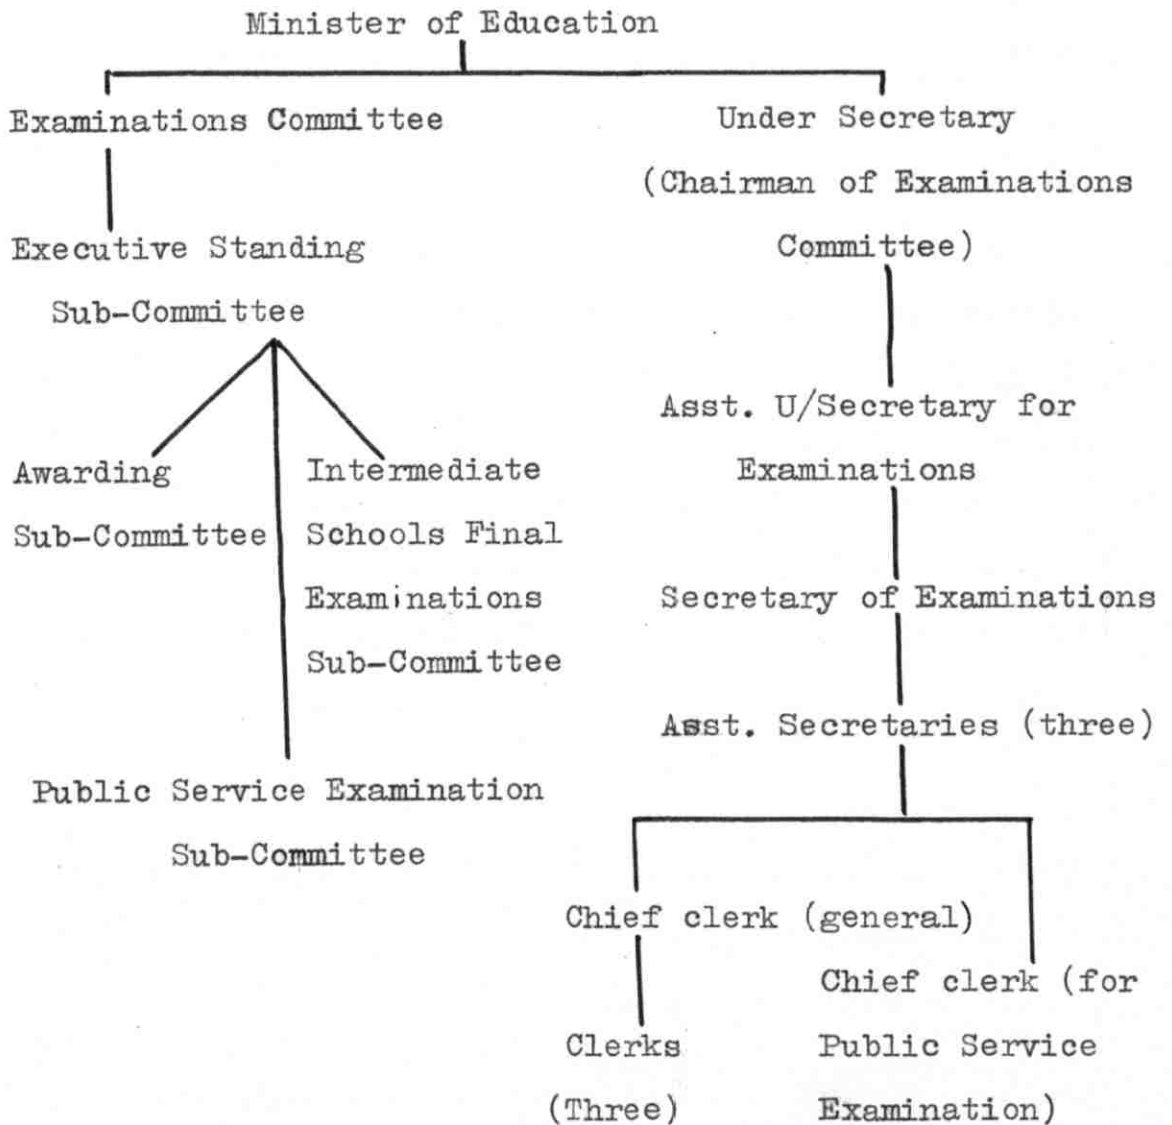 Minister of Education
Examinations Committee
Under Secretary
(Chairman of Examinations
Committee)
Executive Standing
Sub-Committee
Asst. U/Secretary for
Examinations
Awarding
Sub-Committee
Intermediate
Schools Final
Examinations
Sub-Committee
Secretary of Examinations
Asst. Secretaries (three)
Public Service Examination
Sub-Committee
Chief clerk (general)
Clerks
(Three)
Chief clerk (for
Public Service
Examination)